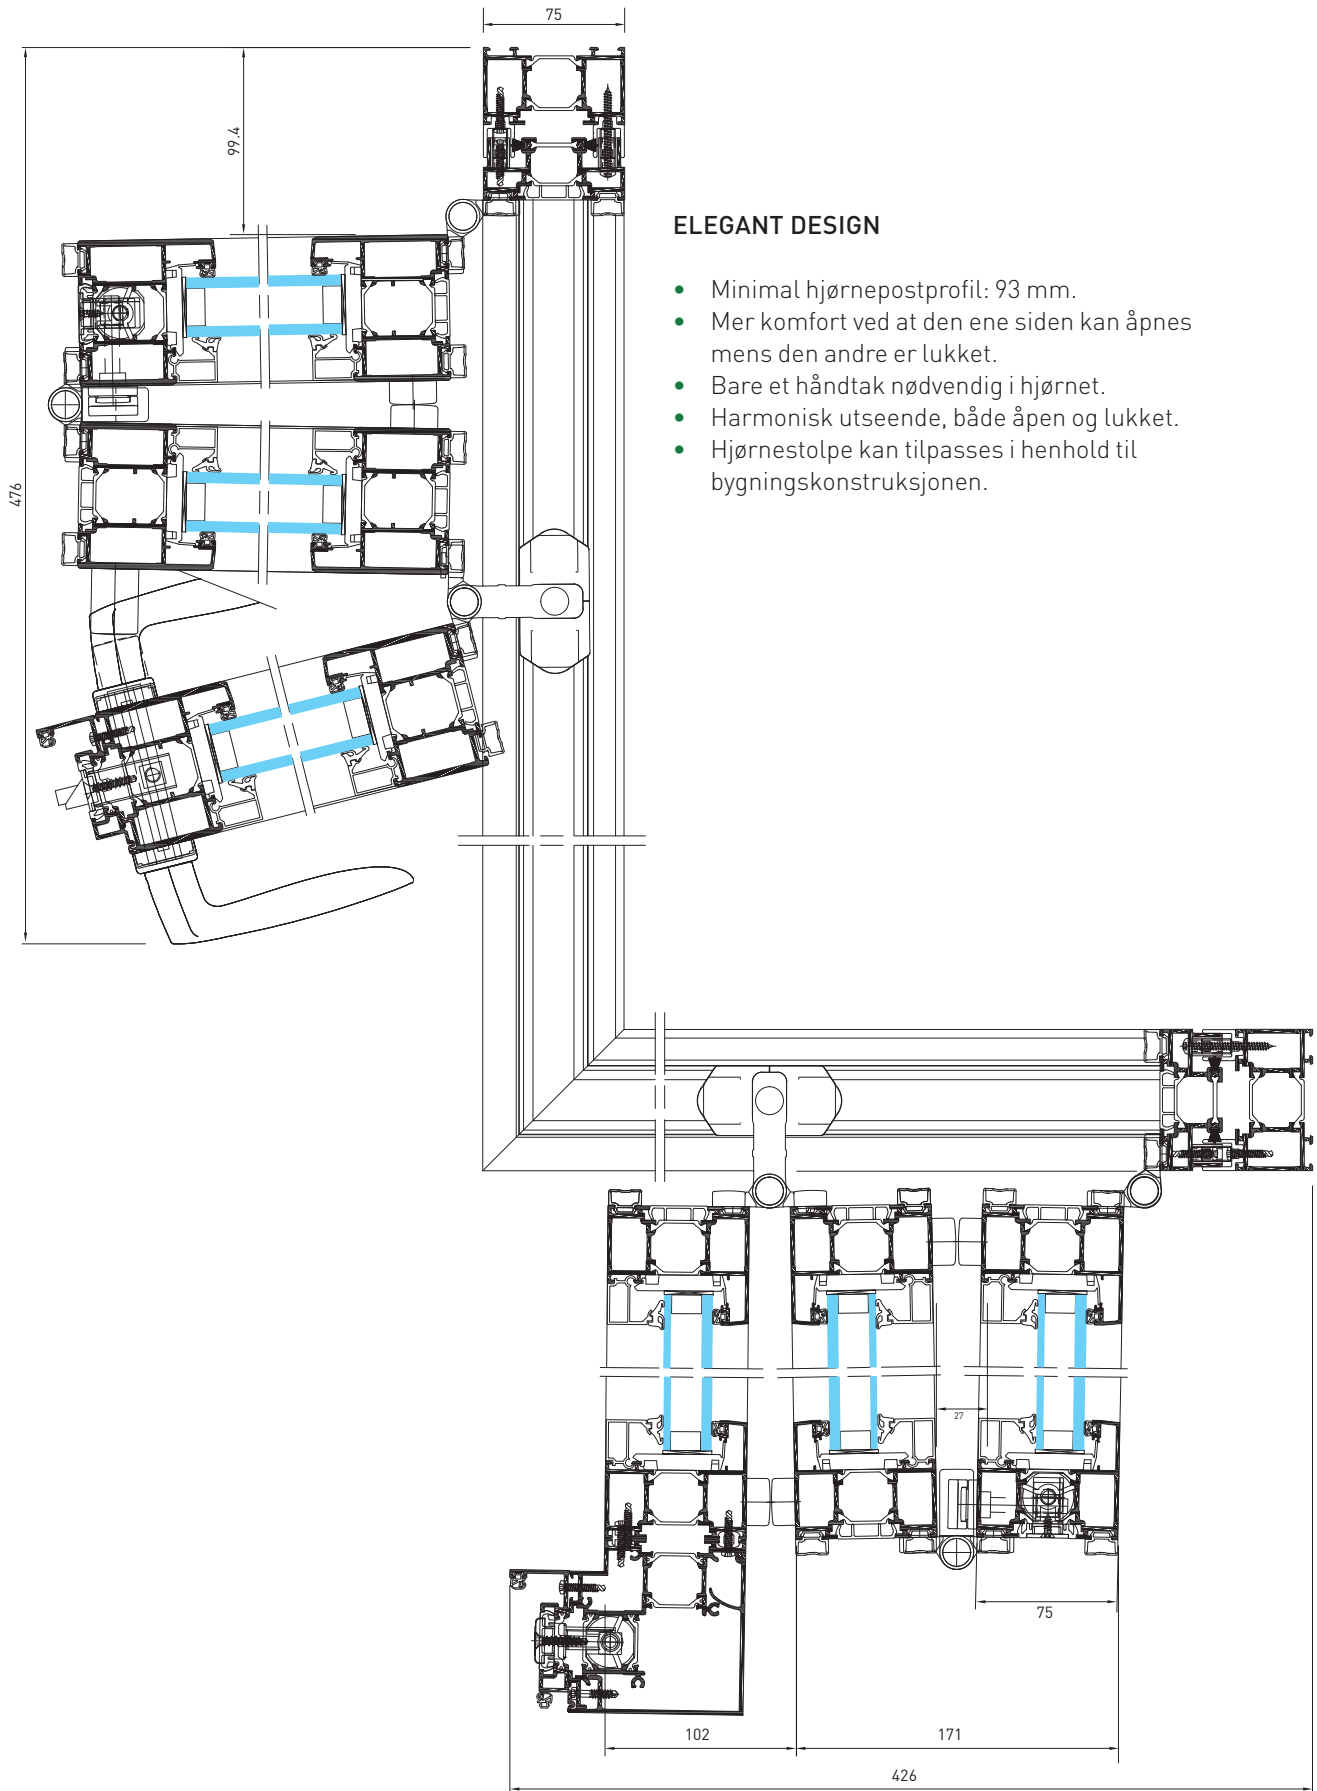 75
99.4
476
ELEGANT DESIGN
• Minimal hjørnepostprofil: 93 mm.
• Mer komfort ved at den ene siden kan åpnes
mens den andre er lukket.
• Bare et håndtak nødvendig i hjørnet.
• Harmonisk utseende, både åpen og lukket.
• Hjørnestolpe kan tilpasses i henhold til
bygningskonstruksjonen.
27
75
102
171
426